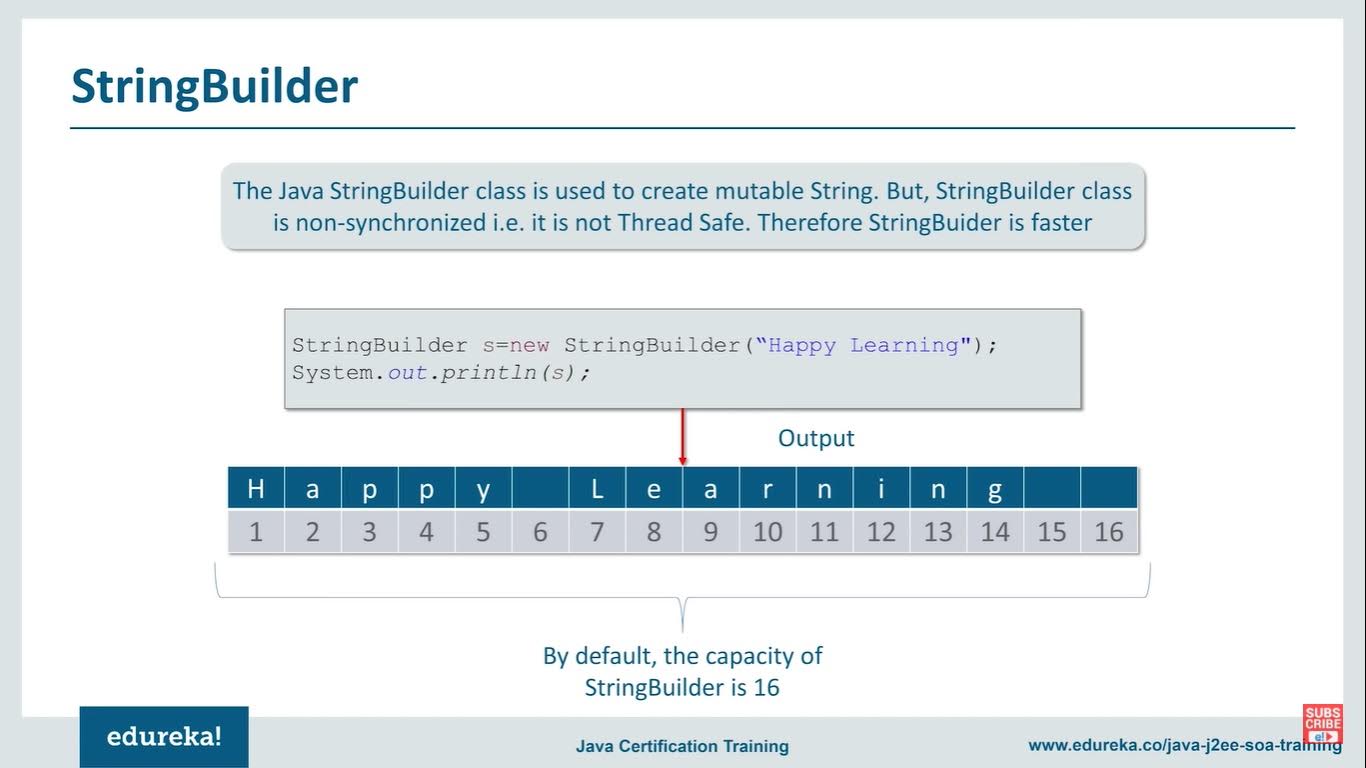 StringBuilder
The Java StringBuilder class is used to create mutable String. But, StringBuilder class
is non-synchronized i.e. it is not Thread Safe. Therefore StringBuider is faster
StringBuilder s=new StringBuilder(“Happy Learning");
System.out.println(s);
Output
H a p p y L e a r n i n g
1 2 3 4 5 6 7 8 9 10 11 12 13 14 15 16
By default, the capacity of
StringBuilder is 16
edureka!
Java Certification Training
www.edureka.co/java-j2ee-soa-training
SUBS
CRIBE
e!